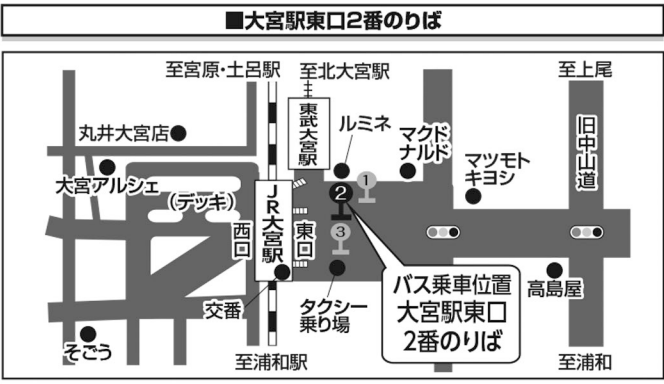 ■大宮駅東口2番のりば
至宮原・土呂駅
至北大宮駅
至上尾
東武大宮駅
ルミネ
丸井大宮店
マクド
ナルド
マツモト
キヨシ
旧中山道
大宮アルシェ
（デッキ）
西口
JR大宮駅
東口
1
2
3
バス乗車位置
大宮駅東口
2番のりば
高島屋
交番
タクシー
乗り場
そごう
至浦和駅
至浦和